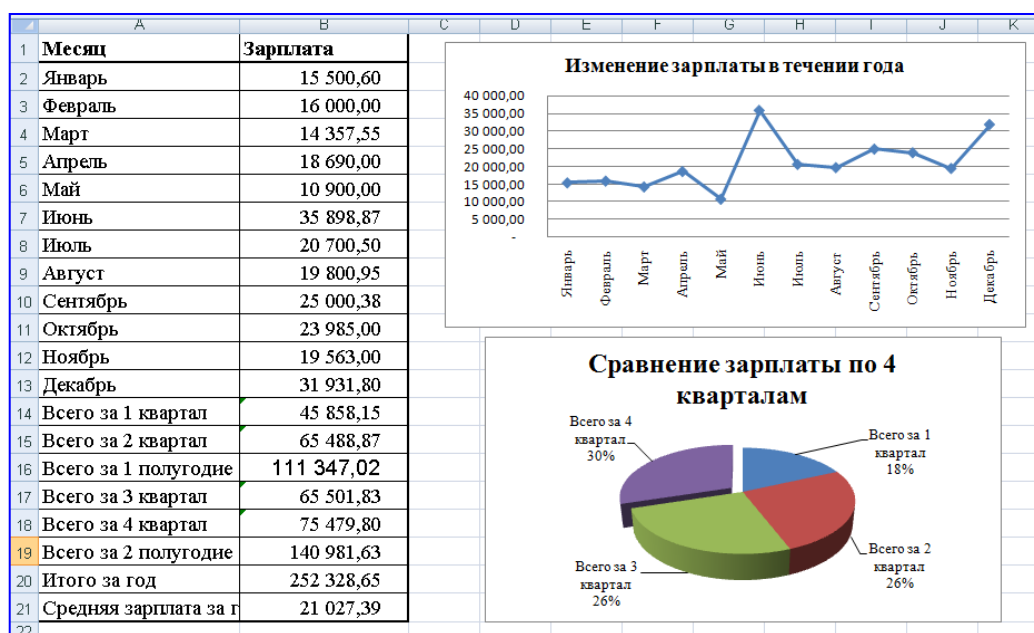 A B C D E F G H I J K
1 Месяц Зарплата
2 Январь 15 500,60
3 Февраль 16 000,00
4 Март 14 357,55
5 Апрель 18 690,00
6 Май 10 900,00
7 Июнь 35 898,87
8 Июль 20 700,50
9 Август 19 800,95
10 Сентябрь 25 000,38
11 Октябрь 23 985,00
12 Ноябрь 19 563,00
13 Декабрь 31 931,80
14 Всего за 1 квартал 45 858,15
15 Всего за 2 квартал 65 488,87
16 Всего за 1 полугодие 111 347,02
17 Всего за 3 квартал 65 501,83
18 Всего за 4 квартал 75 479,80
19 Всего за 2 полугодие 140 981,63
20 Итого за год 252 328,65
21 Средняя зарплата за г 21 027,39
22
Изменение зарплаты в течении года
40 000,00
35 000,00
30 000,00
25 000,00
20 000,00
15 000,00
10 000,00
5 000,00
-
Январь
Февраль
Март
Апрель
Май
Июнь
Июль
Август
Сентябрь
Октябрь
Ноябрь
Декабрь
Сравнение зарплаты по 4
кварталам
Всего за 4
квартал
30%
Всего за 1
квартал
18%
Всего за 2
квартал
26%
Всего за 3
квартал
26%